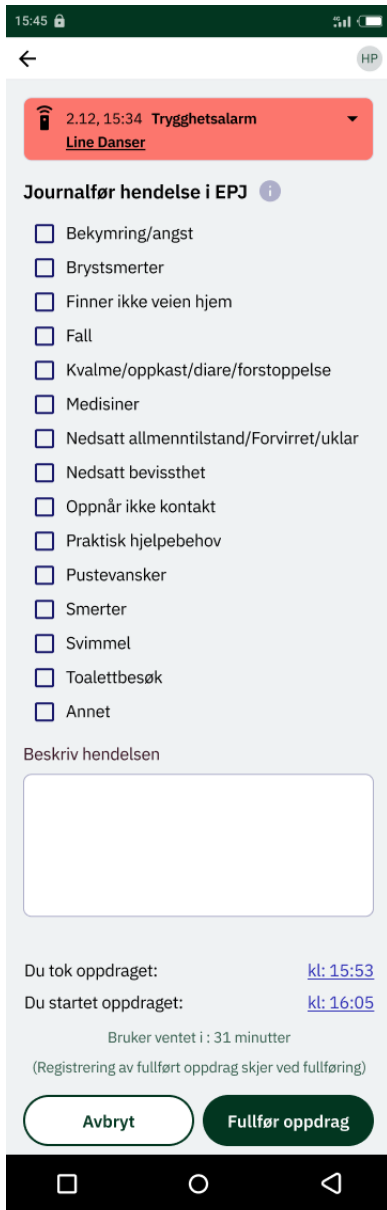 15:45
HP
2.12, 15:34 Trygghetsalarm
Line Danser
Journalfør hendelse i EPJ i
Bekymring/angst
Brystsmerter
Finner ikke veien hjem
Fall
Kvalme/oppkast/diare/forstoppelse
Medisiner
Nedsatt allmenntilstand/Forvirret/uklar
Nedsatt bevissthet
Oppnår ikke kontakt
Praktisk hjelpebehov
Pustevansker
Smerter
Svimmel
Toalettbesøk
Annet
Beskriv hendelsen
Du tok oppdraget: kl: 15:53
Du startet oppdraget: kl: 16:05
Bruker ventet i : 31 minutter
(Registrering av fullført oppdrag skjer ved fullføring)
Avbryt Fullfør oppdrag